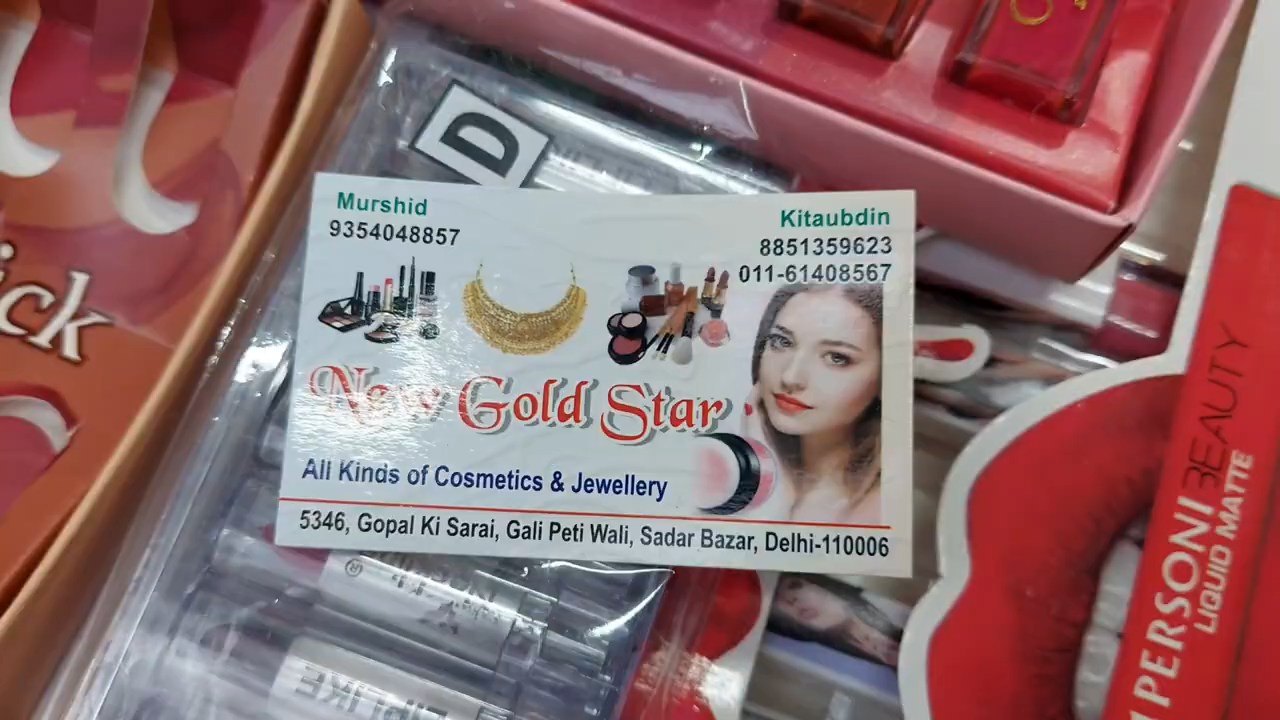 D
Murshid
9354048857
Kitaubdin
8851359623
011-61408567
New Gold Star
All Kinds of Cosmetics & Jewellery
5346, Gopal Ki Sarai, Gali Peti Wali, Sadar Bazar, Delhi-110006
ick
PERSONI BEAUTY
LIQUID MATTE